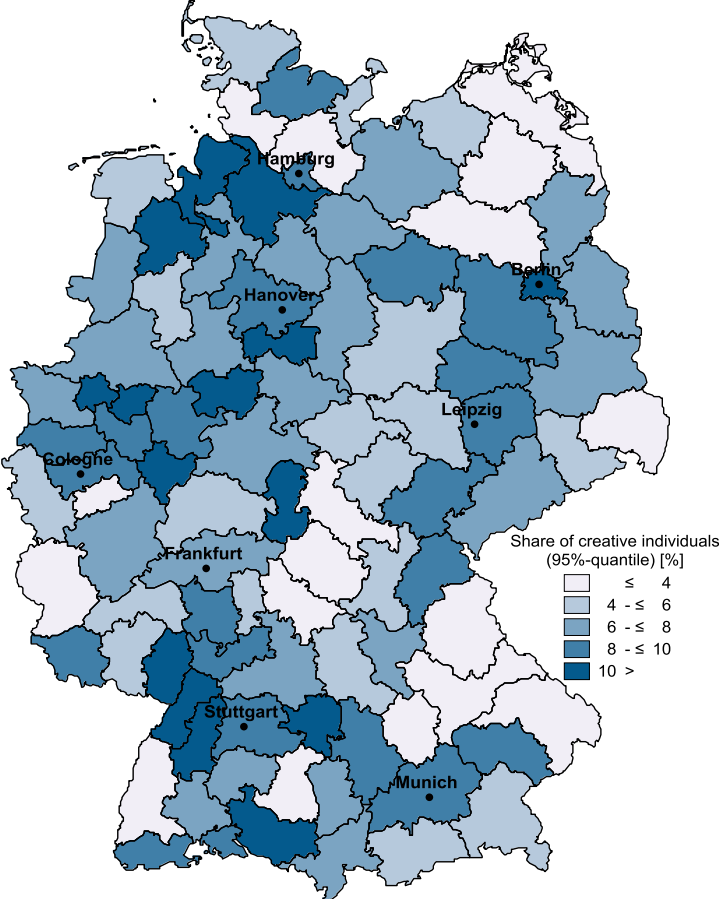 Hamburg
Berlin
Hanover
Leipzig
Cologne
Share of creative individuals
(95%-quantile) [%]
Frankfurt
≤ 4
4 - ≤ 6
6 - ≤ 8
8 - ≤ 10
10 >
Stuttgart
Munich